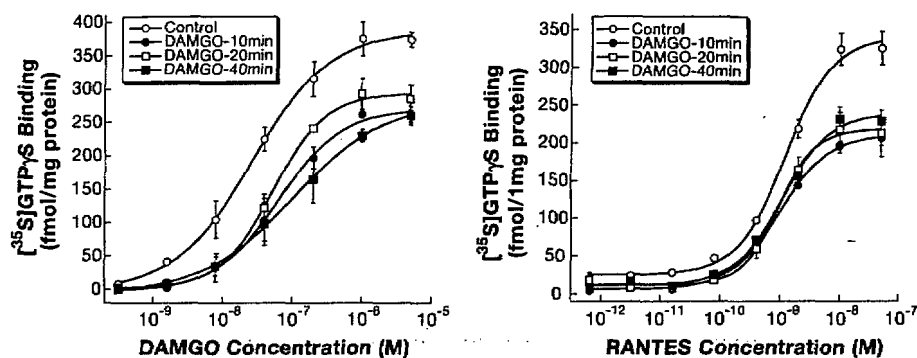 [³⁵S]GTPγS Binding
(fmol/mg protein)
400
350
300
250
200
150
100
50
0
Control
DAMGO-10min
DAMGO-20min
DAMGO-40min
10⁻⁹
10⁻⁸
10⁻⁷
10⁻⁶
10⁻⁵
DAMGO Concentration (M)
[³⁵S]GTPγS Binding
(fmol/1mg protein)
350
300
250
200
150
100
50
0
Control
DAMGO-10min
DAMGO-20min
DAMGO-40min
10⁻¹²
10⁻¹¹
10⁻¹⁰
10⁻⁹
10⁻⁸
10⁻⁷
RANTES Concentration (M)